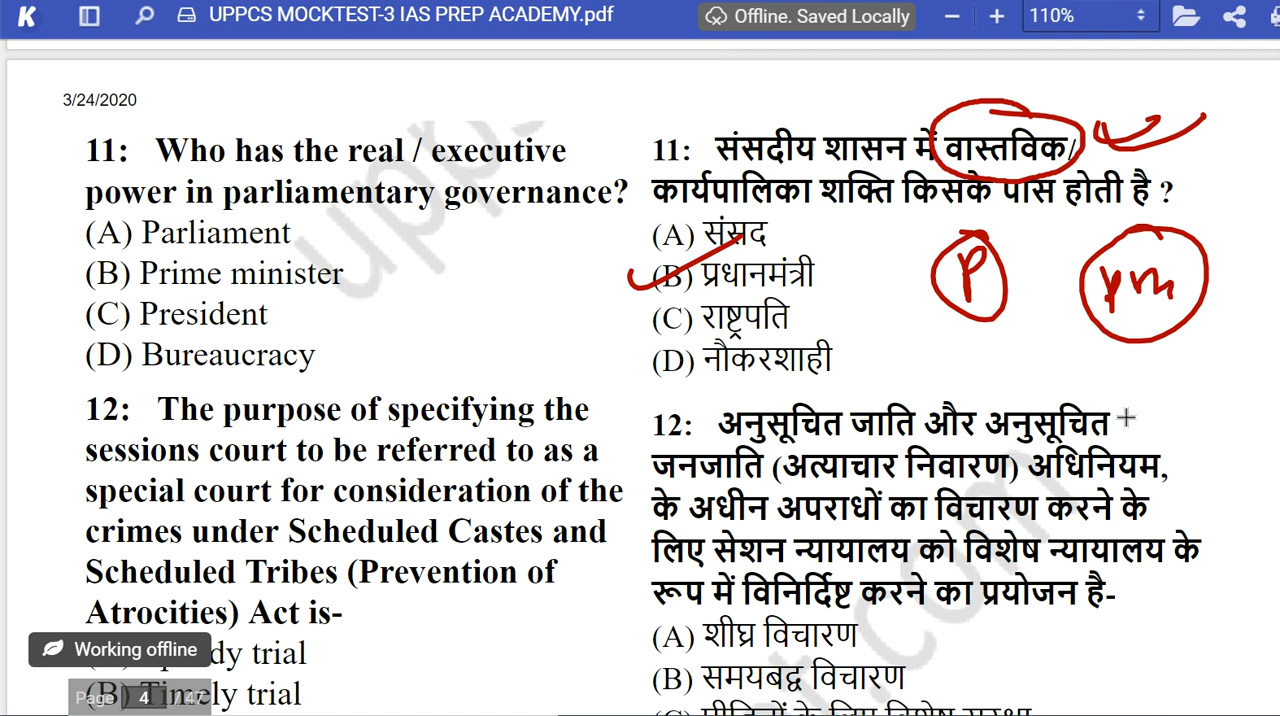 UPPCS MOCKTEST-3 IAS PREP ACADEMY.pdf
Offline. Saved Locally
110%
3/24/2020
11: Who has the real / executive
power in parliamentary governance?
(A) Parliament
(B) Prime minister
(C) President
(D) Bureaucracy
12: The purpose of specifying the
sessions court to be referred to as a
special court for consideration of the
crimes under Scheduled Castes and
Scheduled Tribes (Prevention of
Atrocities) Act is-
trial
(B) Timely trial
Working offline
Page 4 / 47
11: संसदीय शासन में वास्तविक/
कार्यपालिका शक्ति किसके पास होती है ?
(A) संसद
(B) प्रधानमंत्री
(C) राष्ट्रपति
(D) नौकरशाही
P
pm
12: अनुसूचित जाति और अनुसूचित
जनजाति (अत्याचार निवारण) अधिनियम,
के अधीन अपराधों का विचारण करने के
लिए सेशन न्यायालय को विशेष न्यायालय के
रूप में विनिर्दिष्ट करने का प्रयोजन है-
(A) शीघ्र विचारण
(B) समयबद्व विचारण